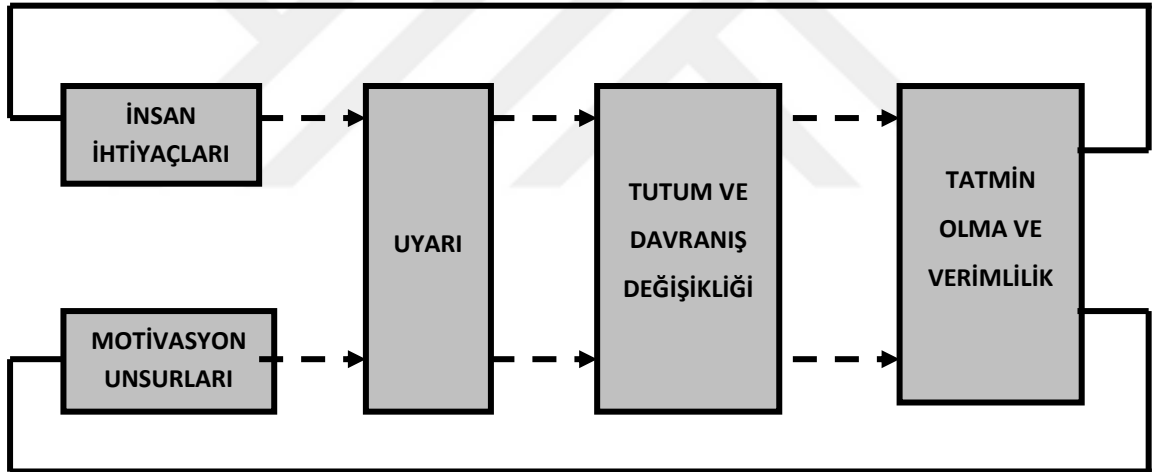 İNSAN
İHTİYAÇLARI
MOTİVASYON
UNSURLARI
UYARI
TUTUM VE
DAVRANIŞ
DEĞİŞİKLİĞİ
TATMİN
OLMA VE
VERİMLİLİK